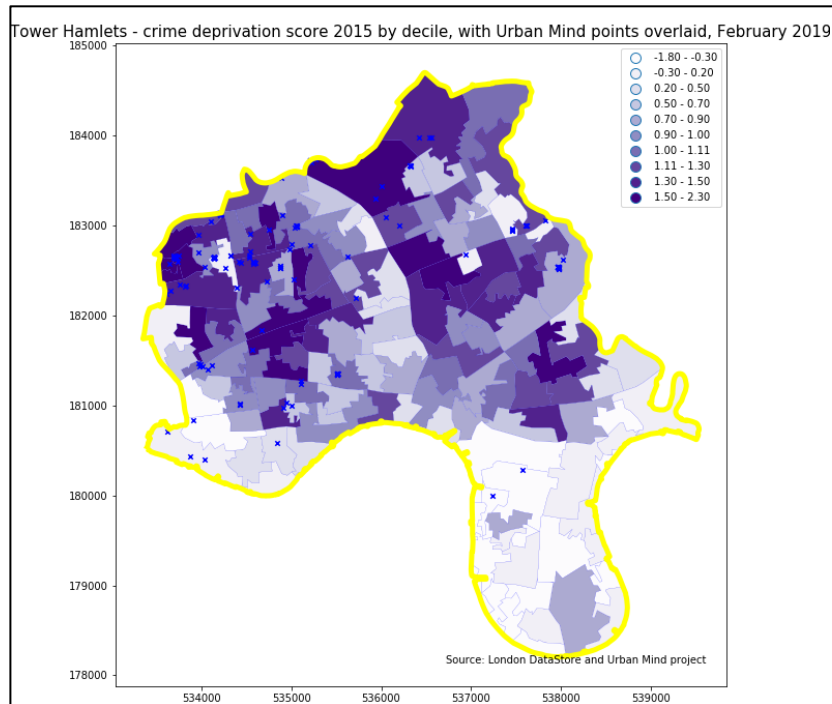 Tower Hamlets - crime deprivation score 2015 by decile, with Urban Mind points overlaid, February 2019
185000
184000
183000
182000
181000
180000
179000
178000
-1.80 - -0.30
-0.30 - 0.20
0.20 - 0.50
0.50 - 0.70
0.70 - 0.90
0.90 - 1.00
1.00 - 1.11
1.11 - 1.30
1.30 - 1.50
1.50 - 2.30
Source: London DataStore and Urban Mind project
534000 535000 536000 537000 538000 539000